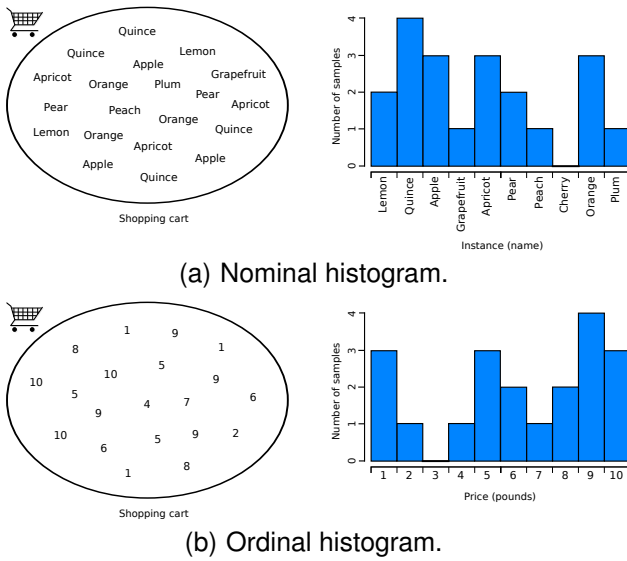 Quince
Quince
Lemon
Apple
Apricot
Orange
Plum
Grapefruit
Pear
Pear
Peach
Apricot
Orange
Lemon
Orange
Quince
Apricot
Apple
Apple
Quince
Shopping cart
Number of samples
0
1
2
3
4
Lemon
Quince
Apple
Grapefruit
Apricot
Pear
Peach
Cherry
Orange
Plum
Instance (name)
(a) Nominal histogram.
1
9
8
1
5
10
10
9
5
6
9
4
7
10
6
5
9
2
1
8
Shopping cart
Number of samples
0
1
2
3
4
1 2 3 4 5 6 7 8 9 10
Price (pounds)
(b) Ordinal histogram.